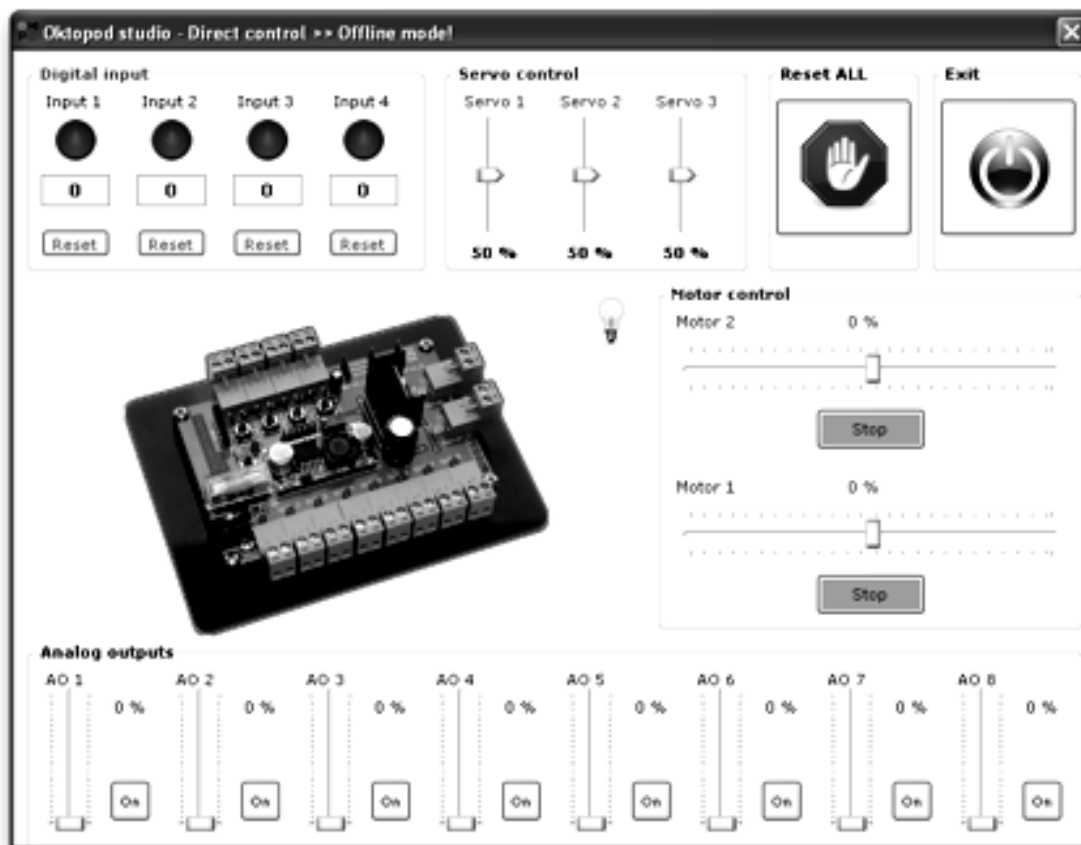 Oktopod studio - Direct control >> Offline mode!
Digital input
Input 1 Input 2 Input 3 Input 4
0 0 0 0
Reset Reset Reset Reset
Servo control
Servo 1 Servo 2 Servo 3
50 % 50 % 50 %
Reset ALL
Exit
Motor control
Motor 2 0 %
Stop
Motor 1 0 %
Stop
Analog outputs
AO 1 AO 2 AO 3 AO 4 AO 5 AO 6 AO 7 AO 8
0 % 0 % 0 % 0 % 0 % 0 % 0 % 0 %
On On On On On On On On